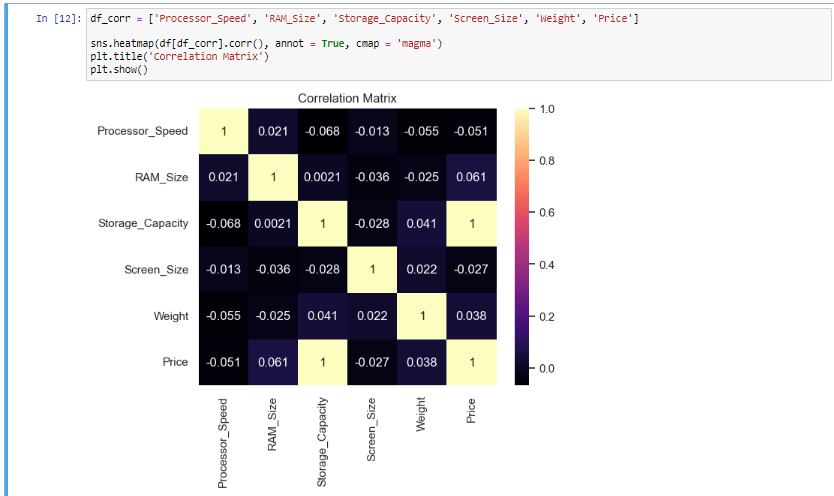 In [12]: df_corr = ['Processor_Speed', 'RAM_Size', 'Storage_Capacity', 'Screen_Size', 'Weight', 'Price']
sns.heatmap(df[df_corr].corr(), annot = True, cmap = 'magma')
plt.title('Correlation Matrix')
plt.show()
Correlation Matrix
Processor_Speed 1 0.021 -0.068 -0.013 -0.055 -0.051
RAM_Size 0.021 1 0.0021 -0.036 -0.025 0.061
Storage_Capacity -0.068 0.0021 1 -0.028 0.041 1
Screen_Size -0.013 -0.036 -0.028 1 0.022 -0.027
Weight -0.055 -0.025 0.041 0.022 1 0.038
Price -0.051 0.061 1 -0.027 0.038 1
Processor_Speed
RAM_Size
Storage_Capacity
Screen_Size
Weight
Price
1.0
0.8
0.6
0.4
0.2
0.0